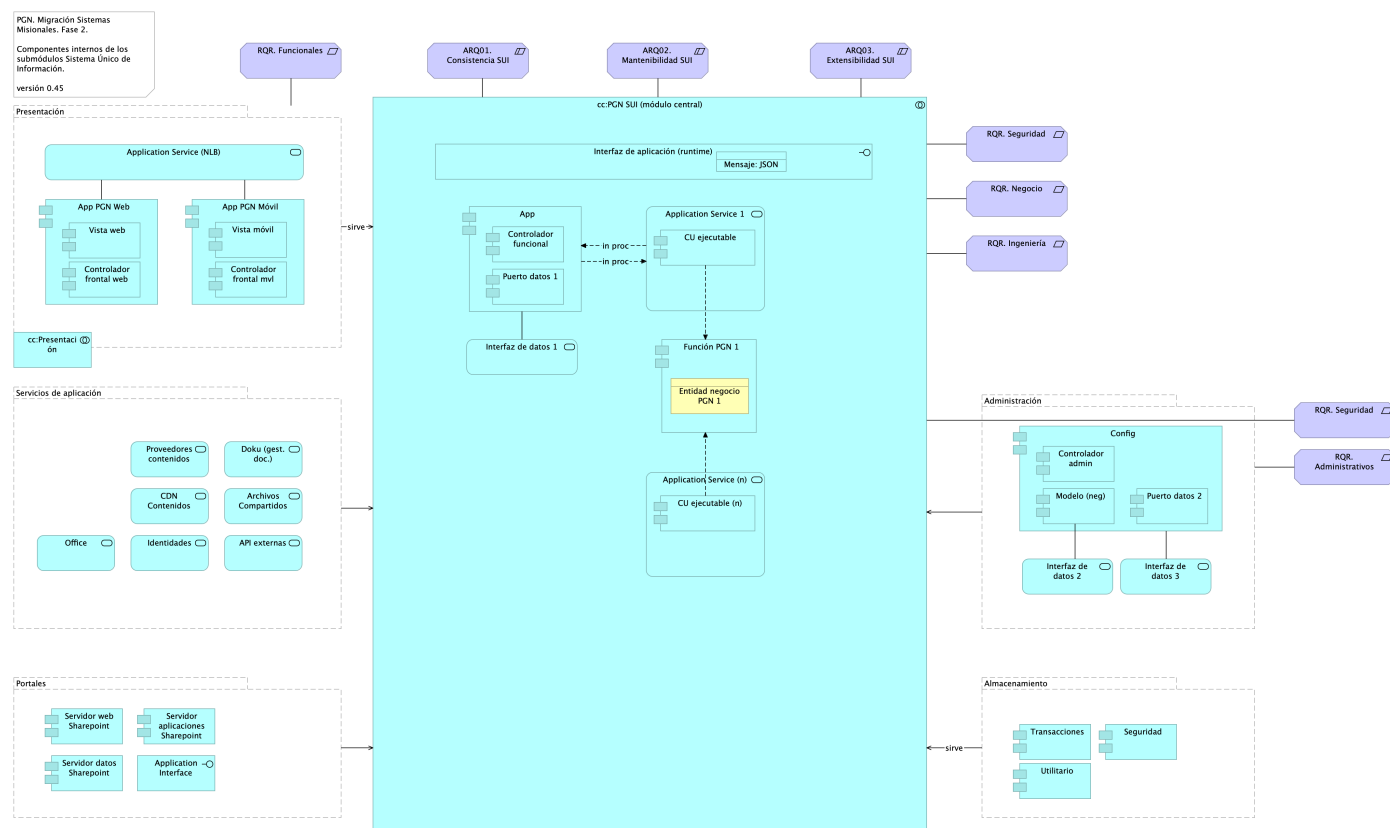 PGN. Migración Sistemas
Misionales. Fase 2.
Componentes internos de los
submódulos Sistema Único de
Información.
versión 0.45
RQR. Funcionales
ARQ01.
Consistencia SUI
ARQ02.
Mantenibilidad SUI
ARQ03.
Extensibilidad SUI
Presentación
Application Service (NLB)
App PGN Web
Vista web
Controlador
frontal web
App PGN Móvil
Vista móvil
Controlador
frontal mvl
cc:Presentaci
ón
sirve
cc:PGN SUI (módulo central)
Interfaz de aplicación (runtime)
Mensaje: JSON
App
Controlador
funcional
Puerto datos 1
Interfaz de datos 1
in proc
in proc
Application Service 1
CU ejecutable
Función PGN 1
Entidad negocio
PGN 1
Application Service (n)
CU ejecutable (n)
RQR. Seguridad
RQR. Negocio
RQR. Ingeniería
Servicios de aplicación
Proveedores
contenidos
Doku (gest.
doc.)
CDN
Contenidos
Archivos
Compartidos
Office
Identidades
API externas
Administración
Config
Controlador
admin
Modelo (neg)
Puerto datos 2
Interfaz de
datos 2
Interfaz de
datos 3
RQR. Seguridad
RQR.
Administrativos
Portales
Servidor web
Sharepoint
Servidor
aplicaciones
Sharepoint
Servidor datos
Sharepoint
Application
Interface
Almacenamiento
sirve
Transacciones
Seguridad
Utilitario